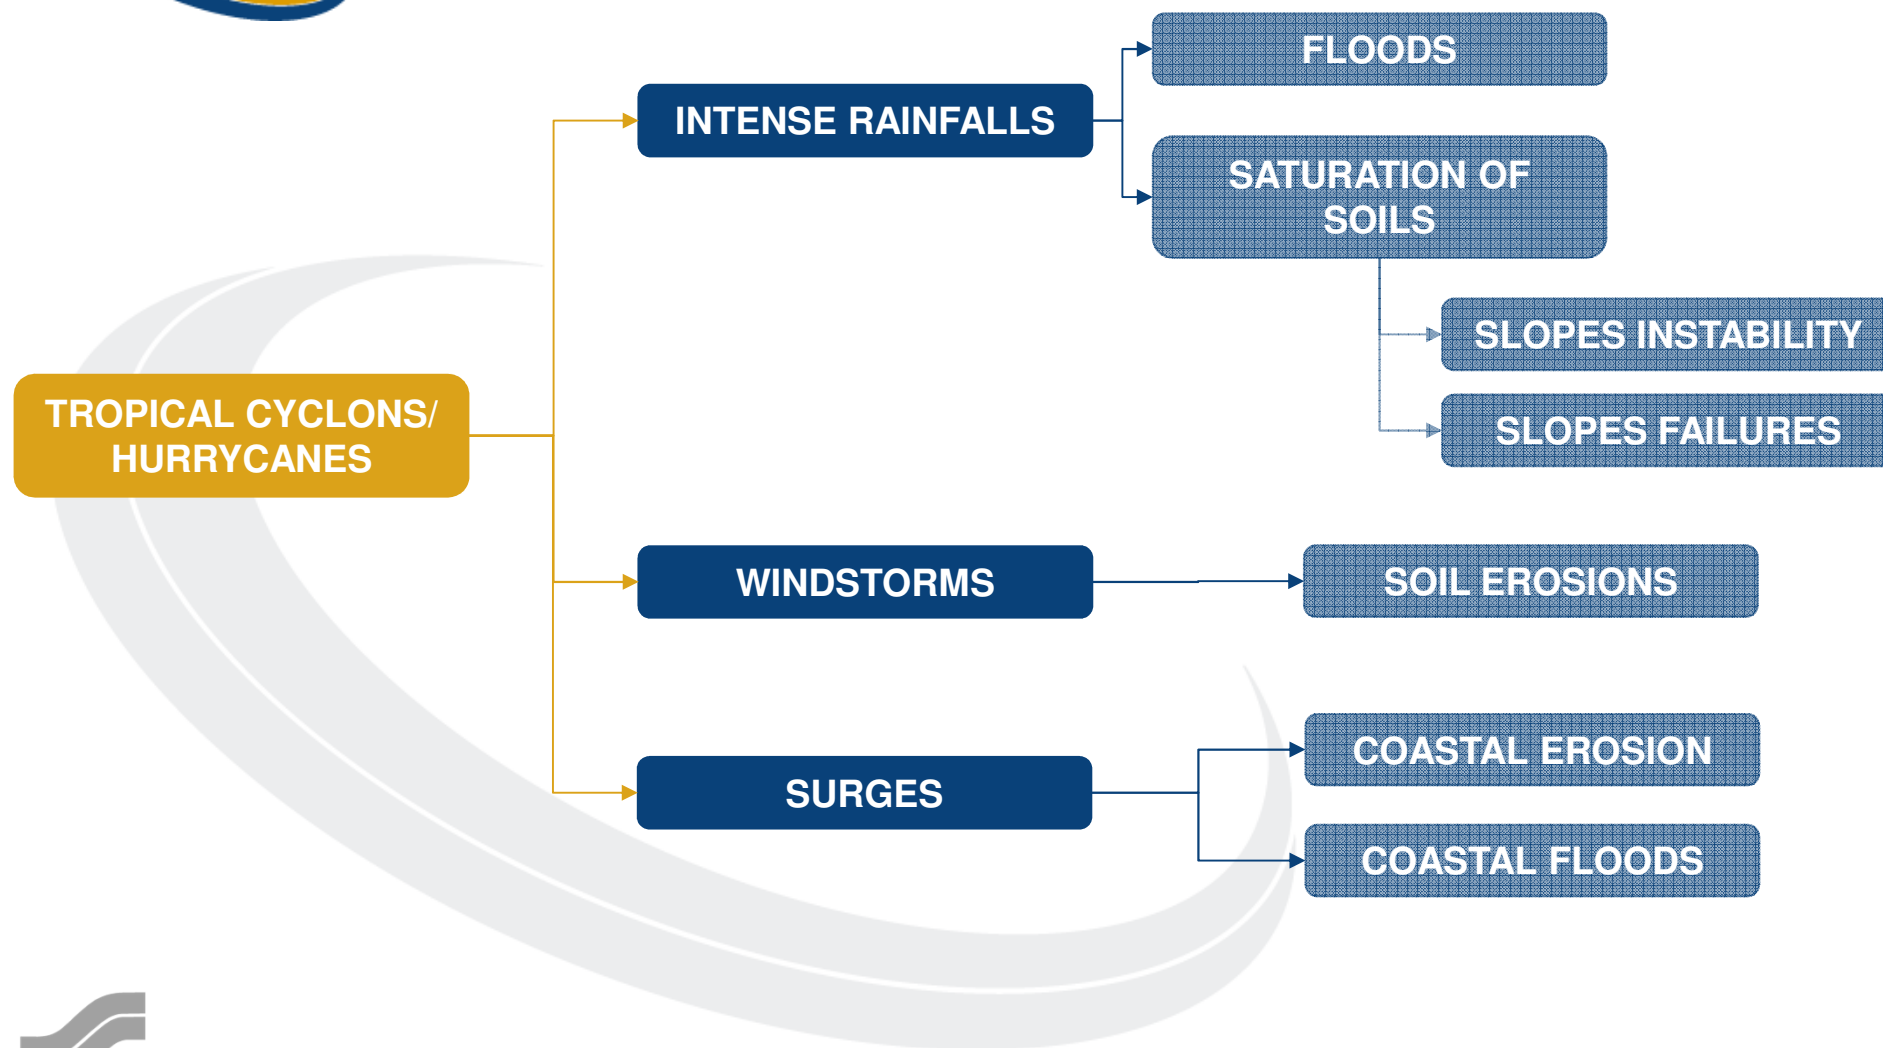 FLOODS
INTENSE RAINFALLS
SATURATION OF
SOILS
SLOPES INSTABILITY
TROPICAL CYCLONS/
HURRYCANES
SLOPES FAILURES
WINDSTORMS
SOIL EROSIONS
COASTAL EROSION
SURGES
COASTAL FLOODS